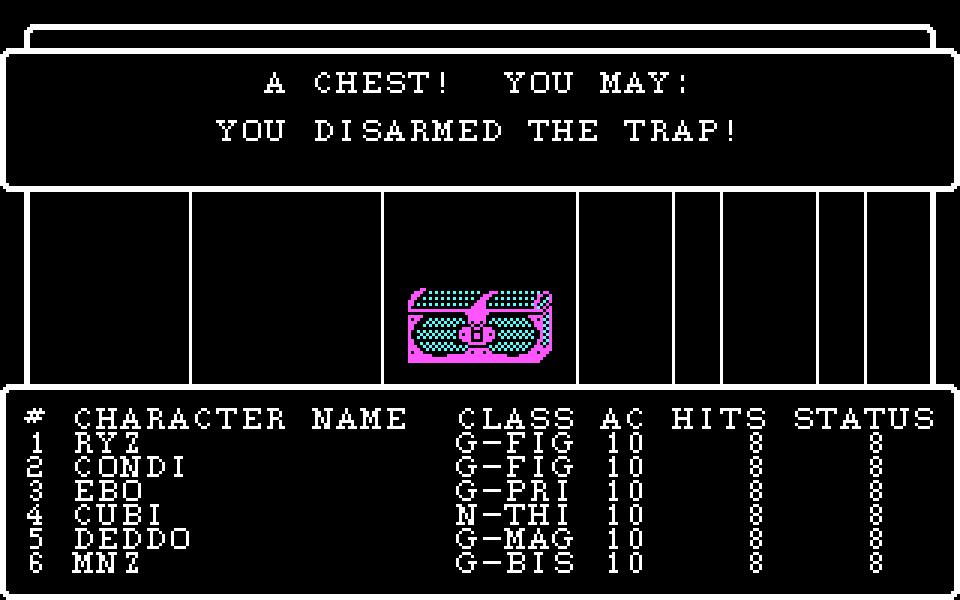 A CHEST!  YOU MAY:
YOU DISARMED THE TRAP!
# CHARACTER NAME  CLASS AC HITS STATUS
1 RYZ G-FIG 10 8 8
2 CONDI G-FIG 10 8 8
3 EBO G-PRI 10 8 8
4 CUBI N-THI 10 8 8
5 DEDDO G-MAG 10 8 8
6 MNZ G-BIS 10 8 8